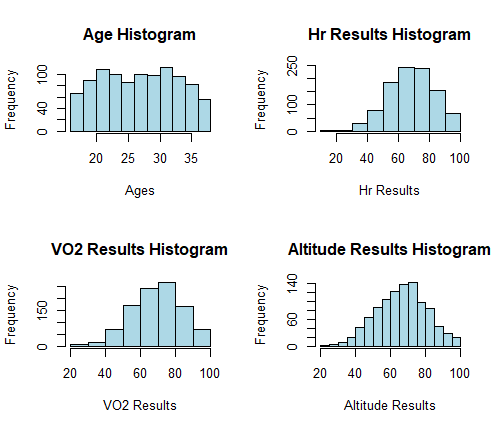 Age Histogram
Frequency
0 40 100
20 25 30 35
Ages
Hr Results Histogram
Frequency
0 100 250
20 40 60 80 100
Hr Results
VO2 Results Histogram
Frequency
0 150
20 40 60 80 100
VO2 Results
Altitude Results Histogram
Frequency
0 60 140
20 40 60 80 100
Altitude Results